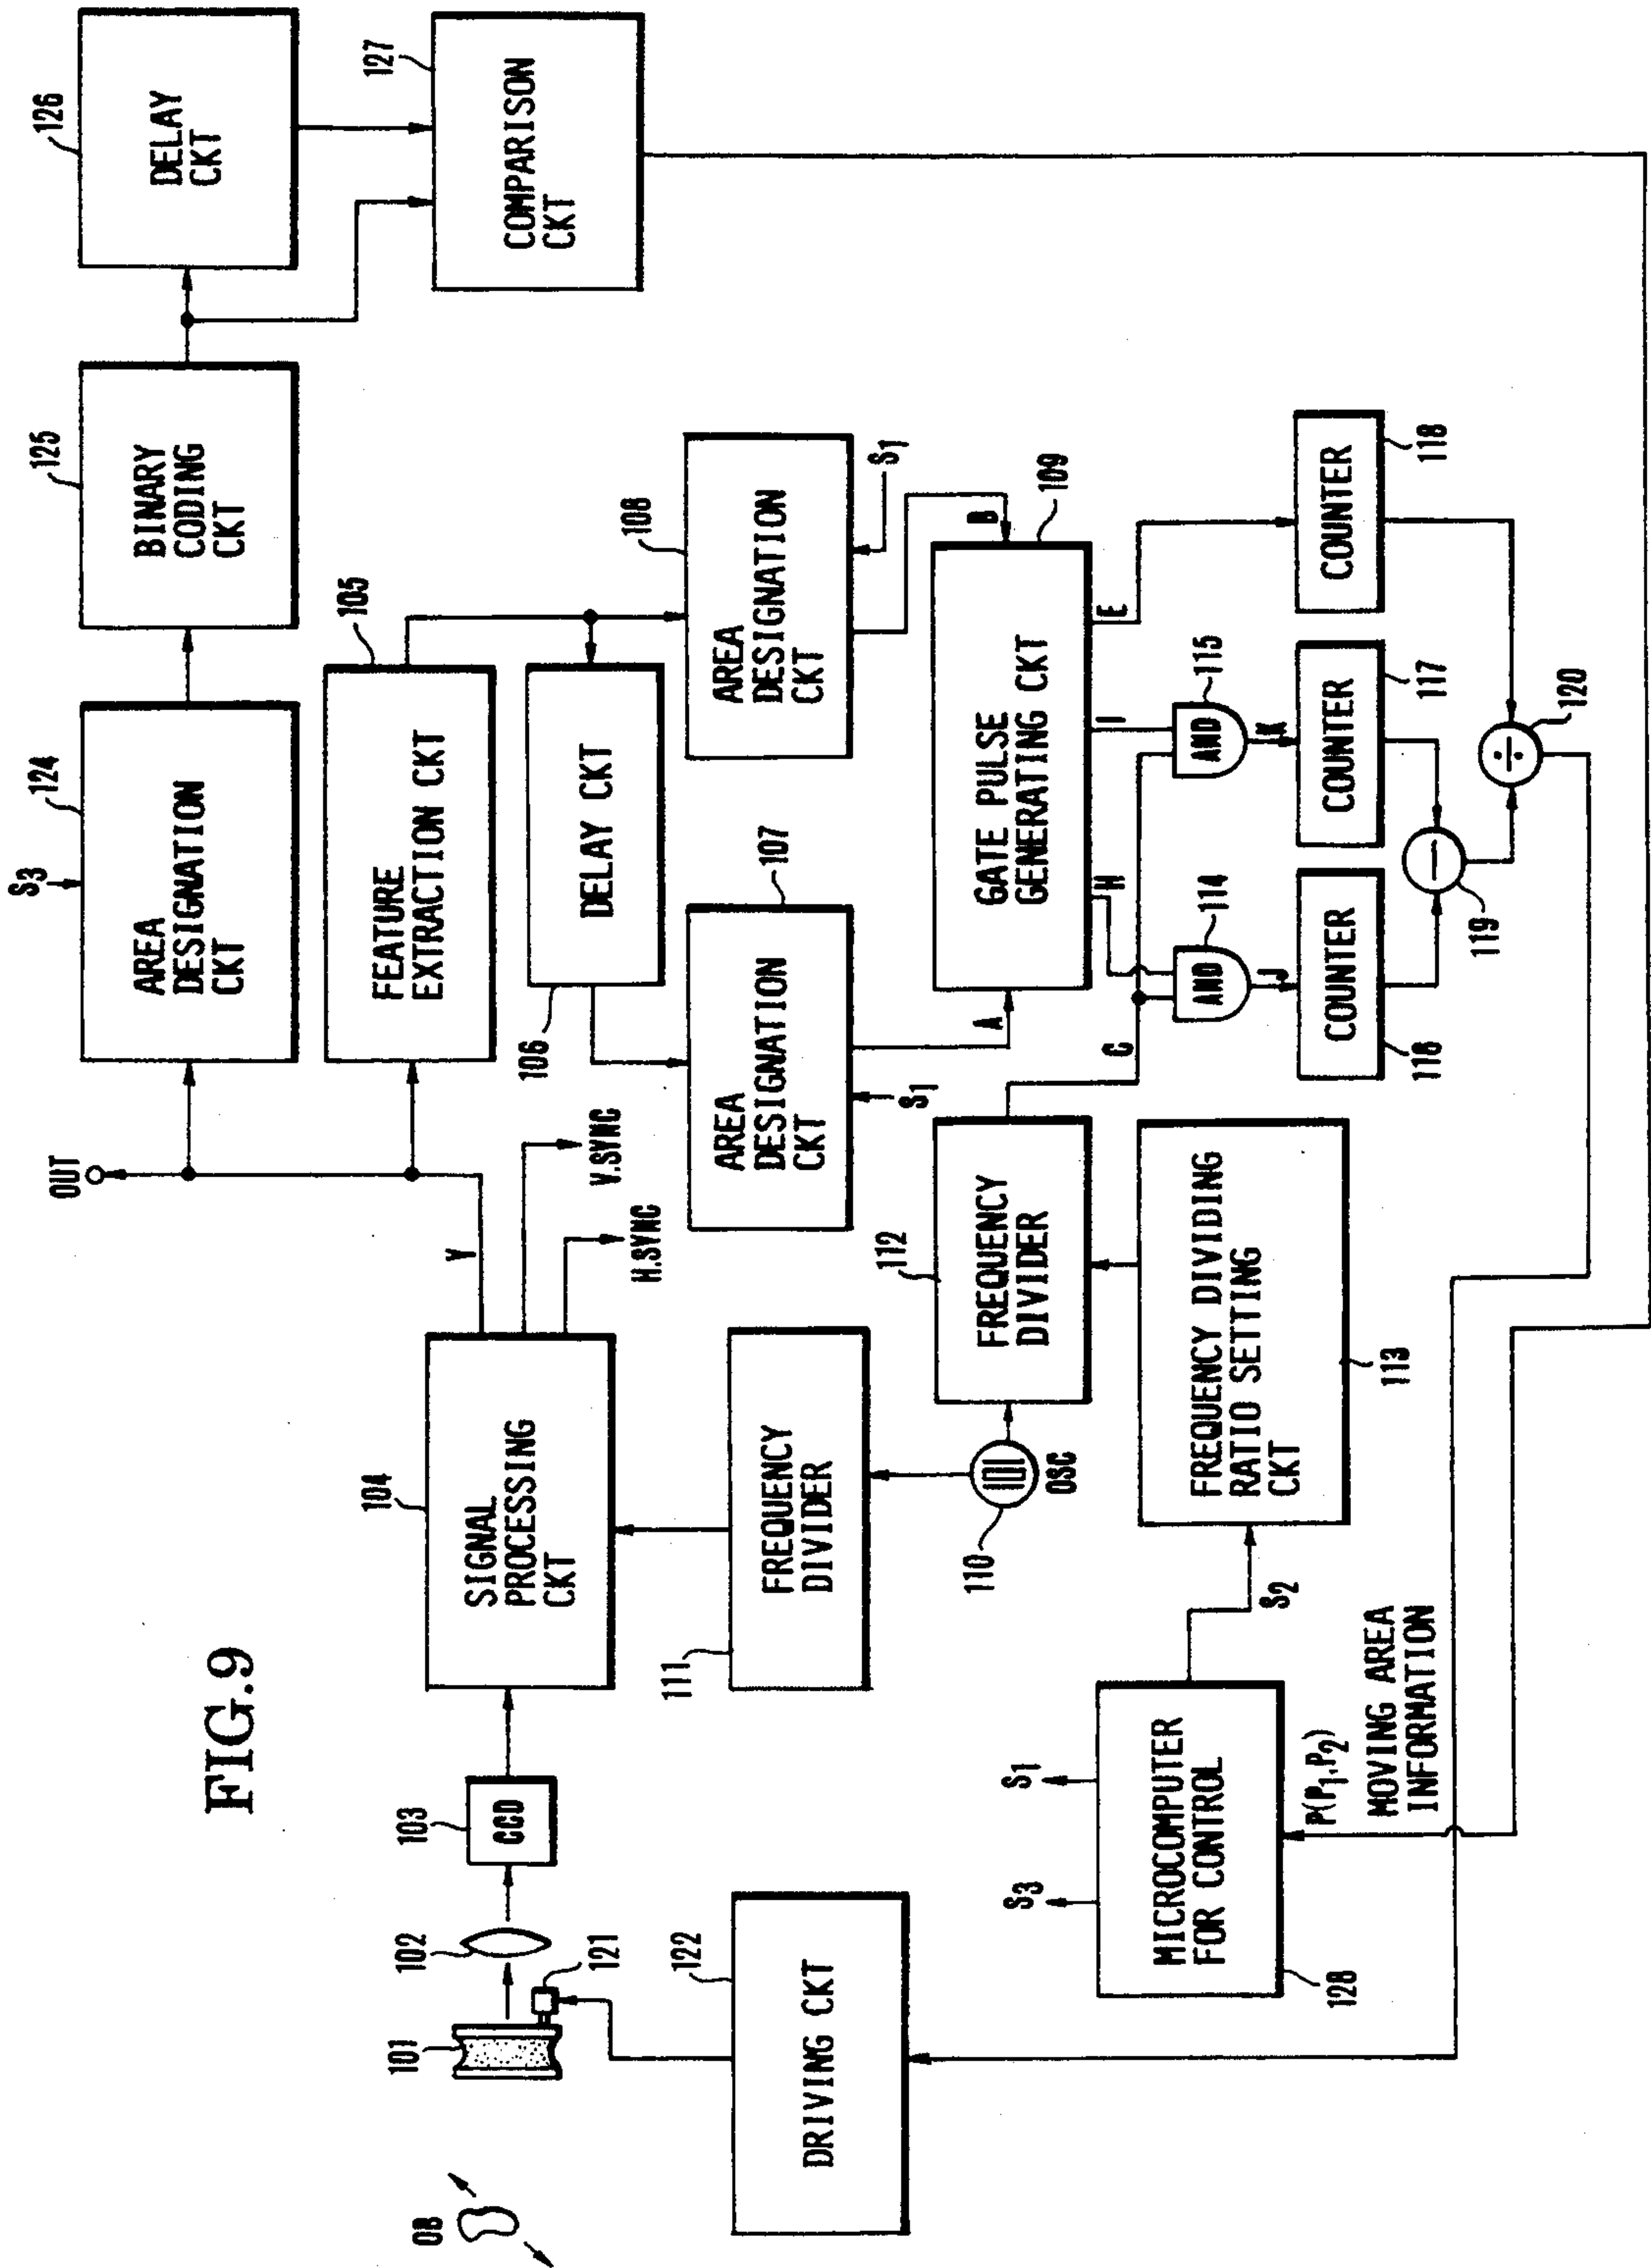 FIG.9
OB
101
102
121
103
CCD
104
SIGNAL
PROCESSING
CKT
Y
V.SYNC
H.SYNC
OUT
S3
124
AREA
DESIGNATION
CKT
125
BINARY
CODING
CKT
126
DELAY
CKT
127
COMPARISON
CKT
105
FEATURE
EXTRACTION CKT
106
DELAY CKT
107
AREA
DESIGNATION
CKT
S1
108
AREA
DESIGNATION
CKT
S1
122
DRIVING CKT
111
FREQUENCY
DIVIDER
110
OSC
112
FREQUENCY
DIVIDER
A
B
109
GATE PULSE
GENERATING CKT
C
H
I
E
114
AND
J
115
AND
K
116
COUNTER
117
COUNTER
118
COUNTER
119
−
120
÷
113
FREQUENCY DIVIDING
RATIO SETTING
CKT
S2
S3
S1
128
MICROCOMPUTER
FOR CONTROL
P(P1,P2)
MOVING AREA
INFORMATION